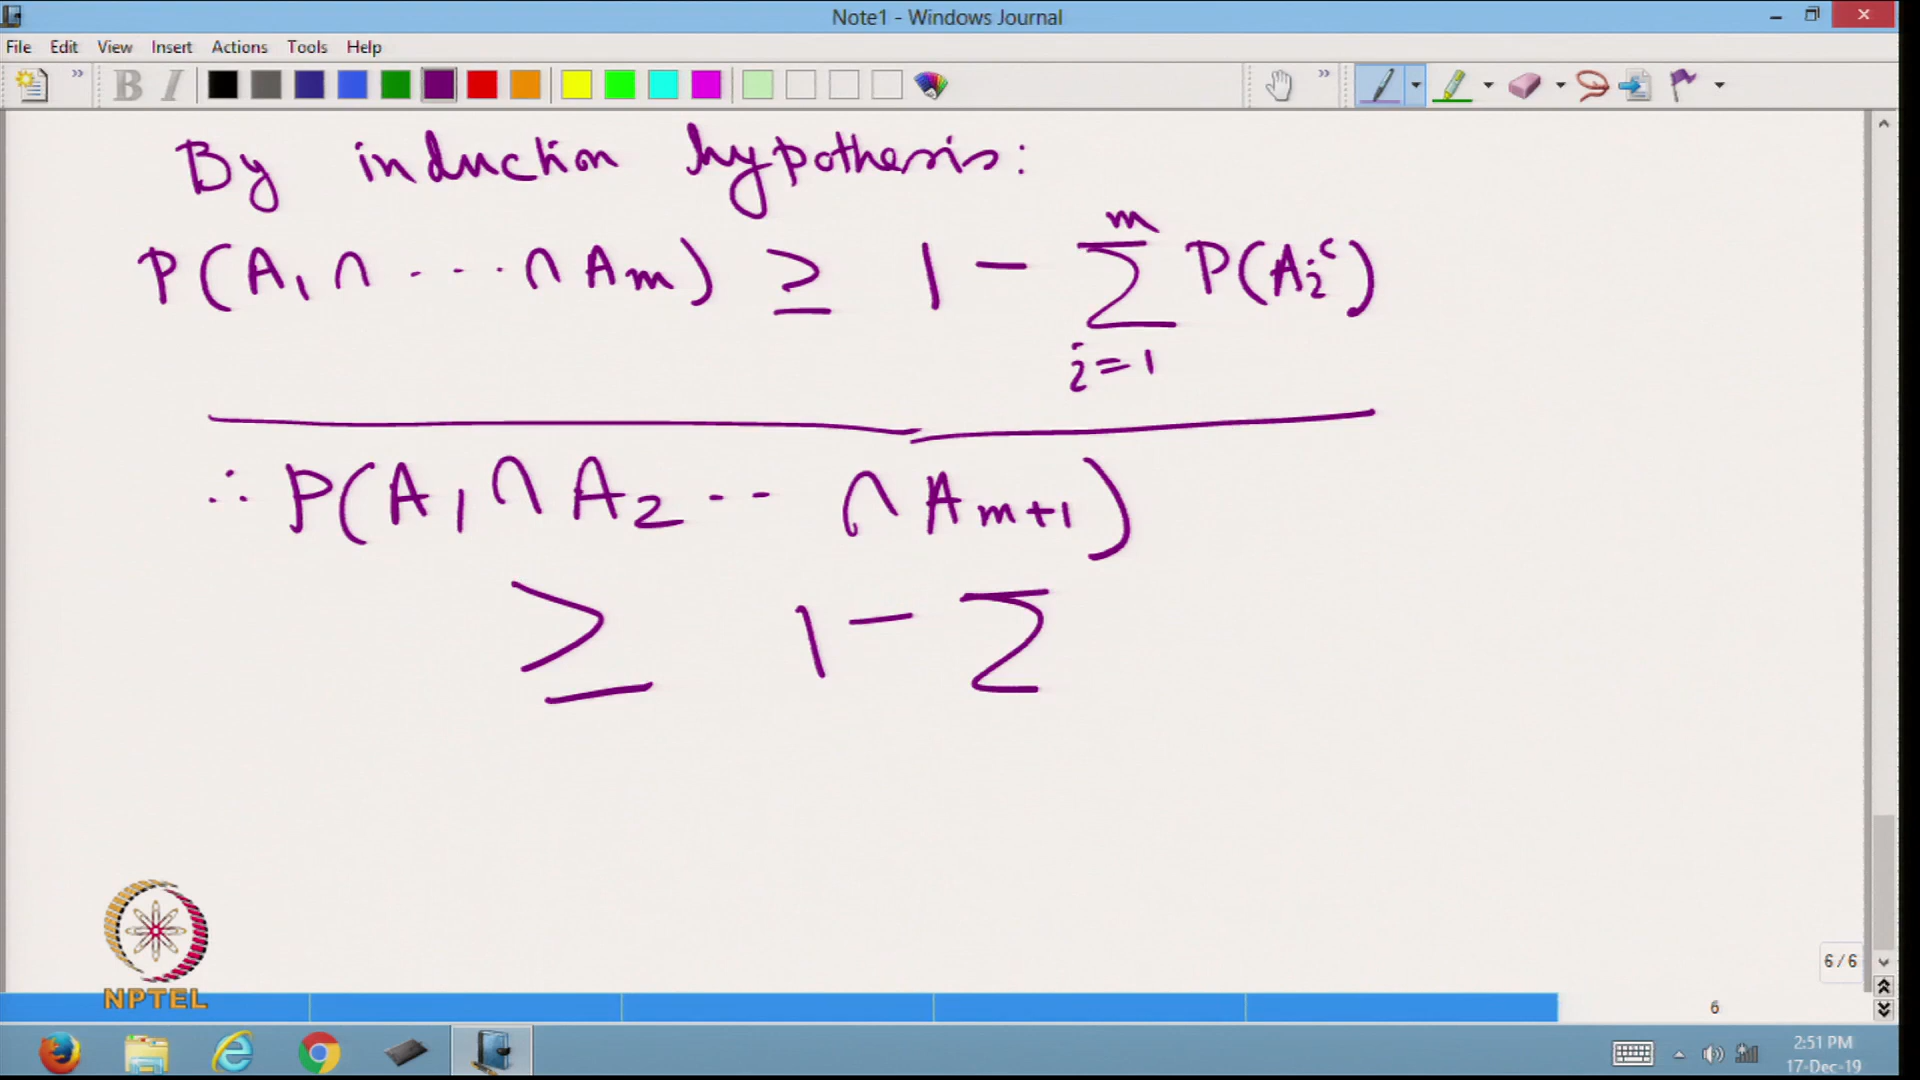 Note1 - Windows Journal
File Edit View Insert Actions Tools Help
B I
By induction hypothesis:
P(A₁ ∩ ... ∩ Aₘ) ≥ 1 - ∑ᵢ₌₁ᵐ P(Aᵢᶜ)
∴ P(A₁ ∩ A₂ -- ∩ Aₘ₊₁)
≥ 1 - ∑
6 / 6
NPTEL
6
2:51 PM
17-Dec-19